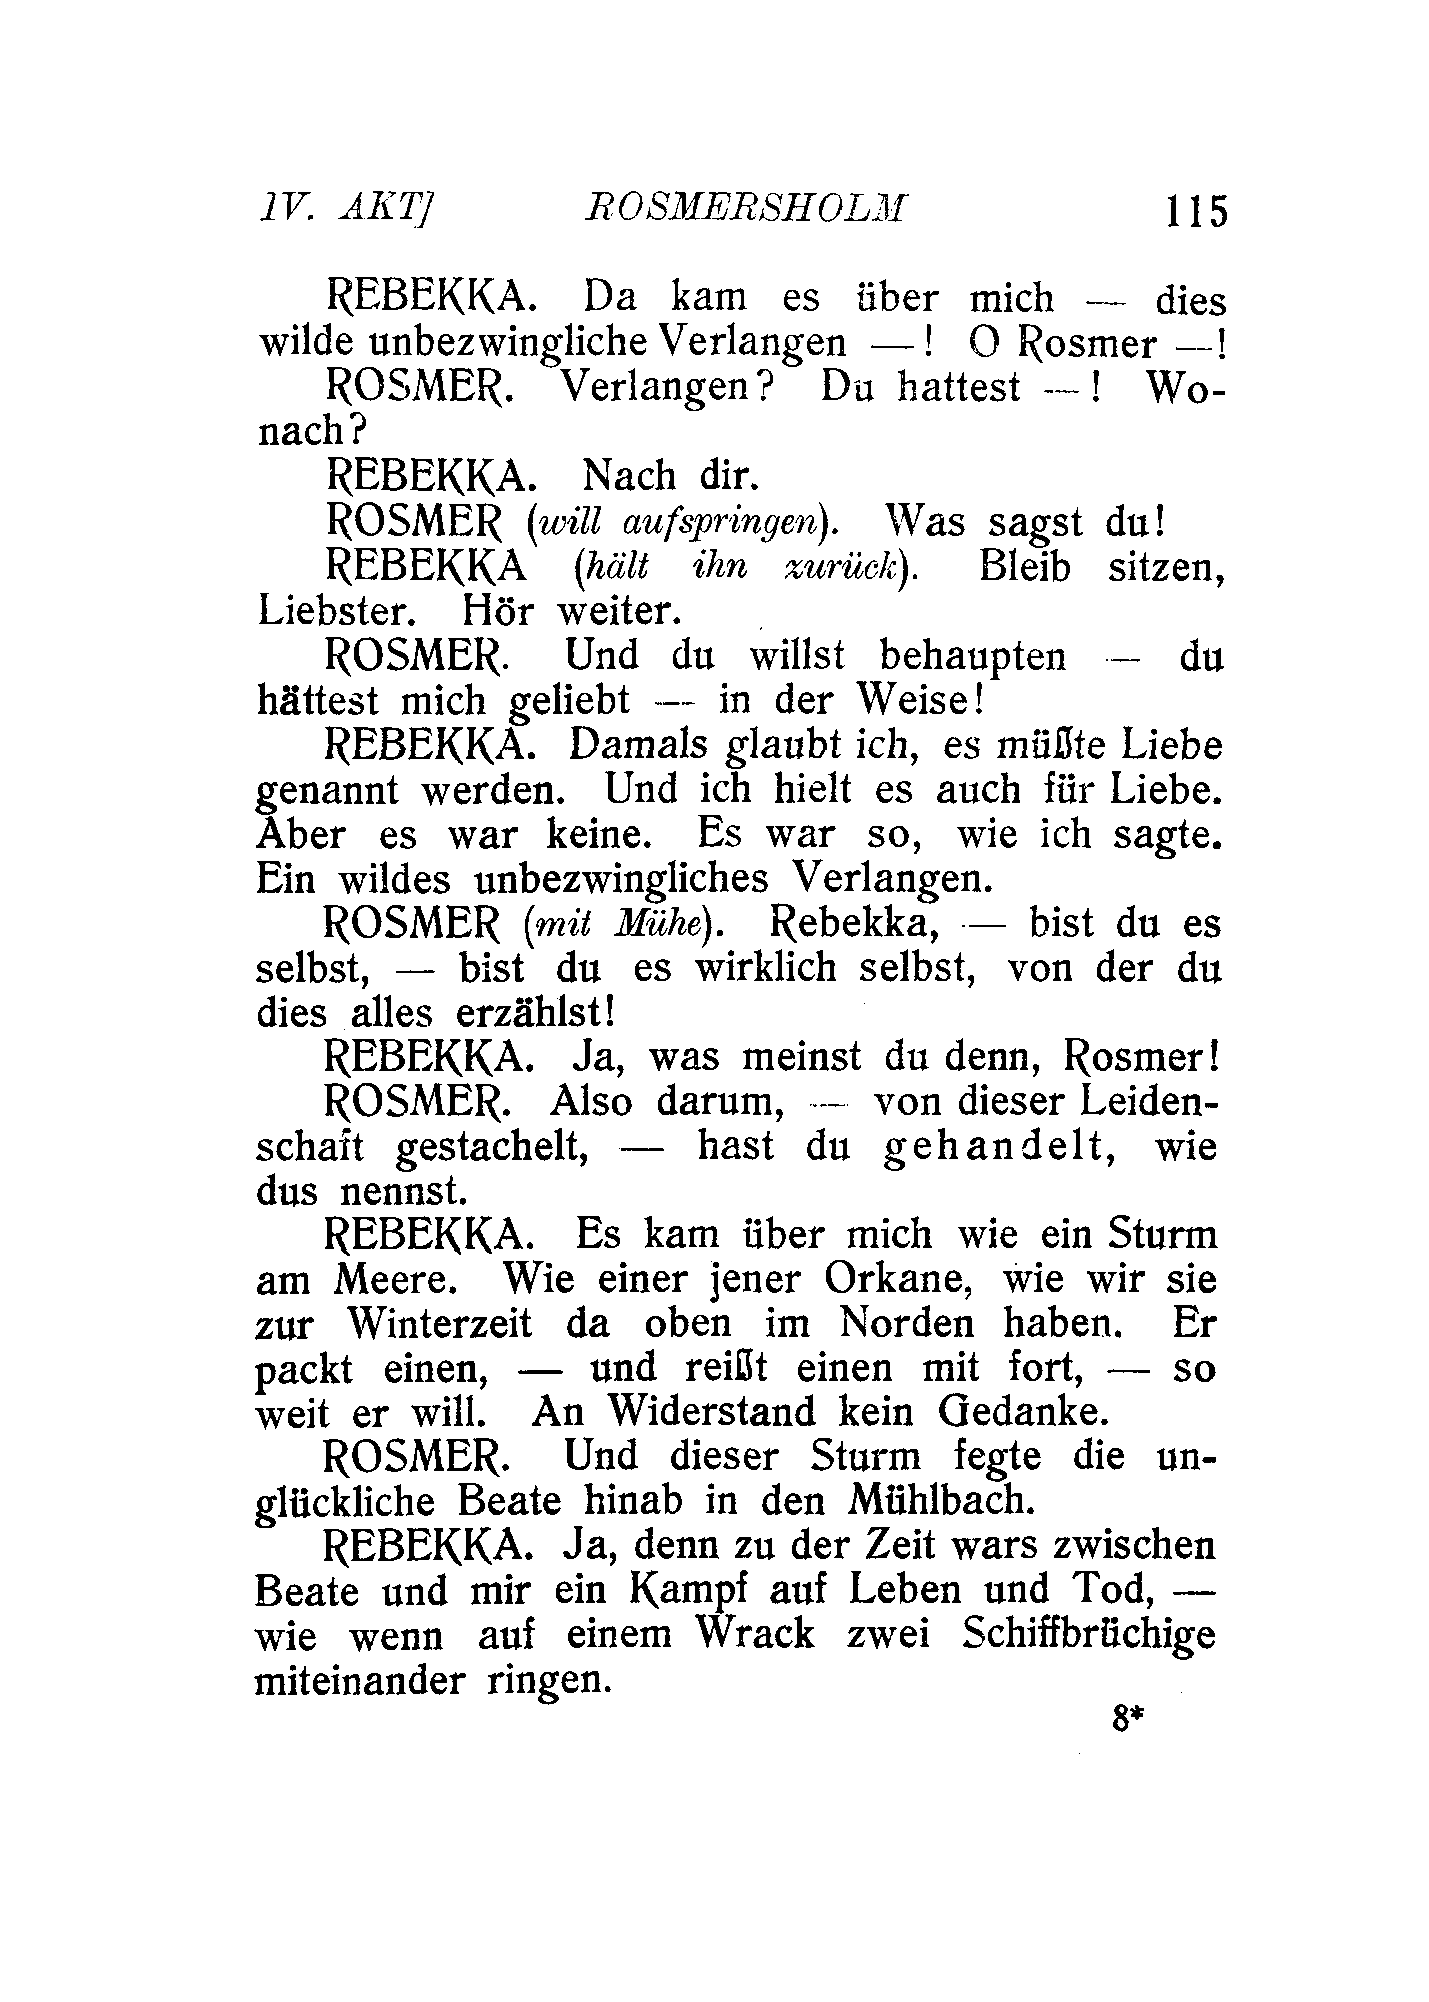 IV. AKT] ROSMERSHOLM 115
REBEKKA. Da kam es über mich — dies
wilde unbezwingliche Verlangen —! O Rosmer —!
ROSMER. Verlangen? Du hattest —! Wo-
nach?
REBEKKA. Nach dir.
ROSMER (will aufspringen). Was sagst du!
REBEKKA (hält ihn zurück). Bleib sitzen,
Liebster. Hör weiter.
ROSMER. Und du willst behaupten — du
hättest mich geliebt — in der Weise!
REBEKKA. Damals glaubt ich, es müßte Liebe
genannt werden. Und ich hielt es auch für Liebe.
Aber es war keine. Es war so, wie ich sagte.
Ein wildes unbezwingliches Verlangen.
ROSMER (mit Mühe). Rebekka, — bist du es
selbst, — bist du es wirklich selbst, von der du
dies alles erzählst!
REBEKKA. Ja, was meinst du denn, Rosmer!
ROSMER. Also darum, — von dieser Leiden-
schaft gestachelt, — hast du gehandelt, wie
dus nennst.
REBEKKA. Es kam über mich wie ein Sturm
am Meere. Wie einer jener Orkane, wie wir sie
zur Winterzeit da oben im Norden haben. Er
packt einen, — und reißt einen mit fort, — so
weit er will. An Widerstand kein Gedanke.
ROSMER. Und dieser Sturm fegte die un-
glückliche Beate hinab in den Mühlbach.
REBEKKA. Ja, denn zu der Zeit wars zwischen
Beate und mir ein Kampf auf Leben und Tod, —
wie wenn auf einem Wrack zwei Schiffbrüchige
miteinander ringen.
8*